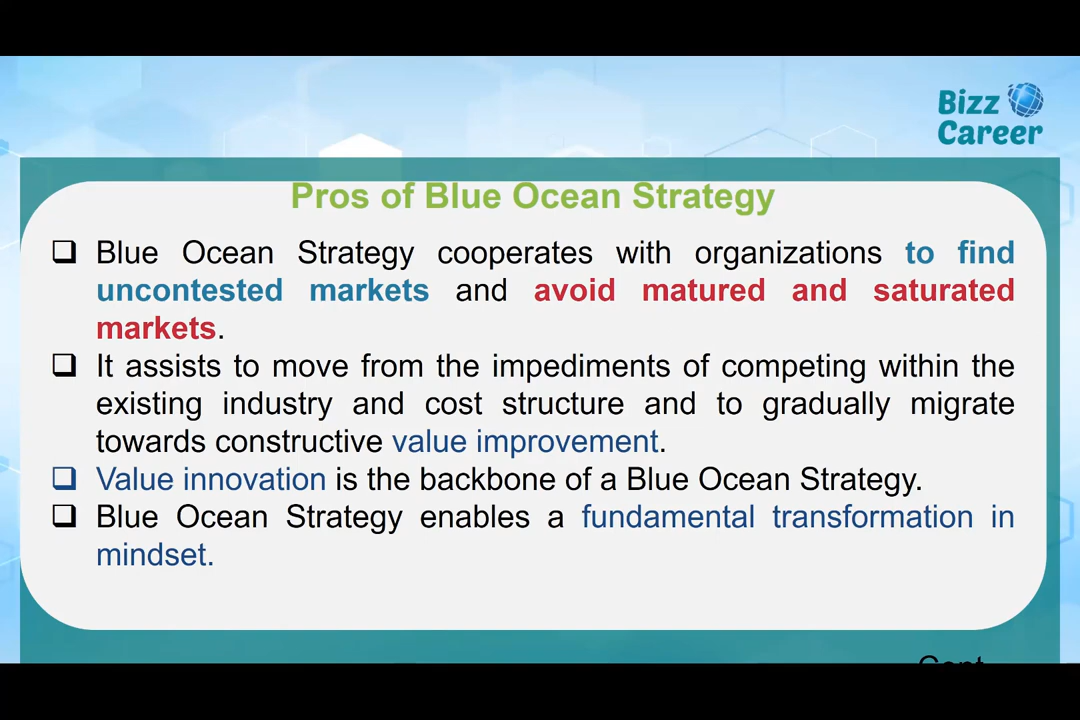 Bizz
Career
Pros of Blue Ocean Strategy
❑ Blue Ocean Strategy cooperates with organizations to find
uncontested markets and avoid matured and saturated
markets.
❑ It assists to move from the impediments of competing within the
existing industry and cost structure and to gradually migrate
towards constructive value improvement.
❑ Value innovation is the backbone of a Blue Ocean Strategy.
❑ Blue Ocean Strategy enables a fundamental transformation in
mindset.